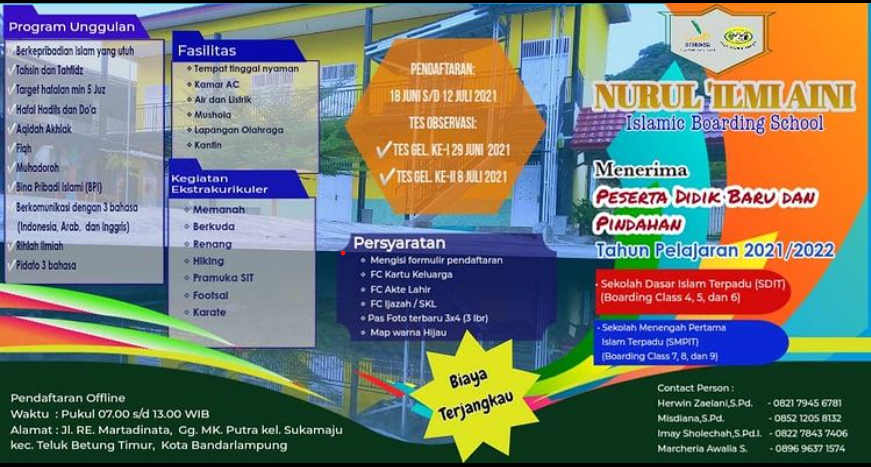 Program Unggulan
Berkepribadian Islam yang utuh
Tahsin dan Tahfidz
Target hafalan min 5 Juz
Hafal Hadits dan Do'a
Aqidah Akhlak
Fiqh
Muhadoroh
Bina Pribadi Islami (BPI)
Berkomunikasi dengan 3 bahasa
(Indonesia, Arab, dan Inggris)
Rihlah Ilmiah
Pidato 3 bahasa
Fasilitas
Tempat tinggal nyaman
Kamar AC
Air dan Listrik
Mushola
Lapangan Olahraga
Kantin
Kegiatan
Ekstrakurikuler
Memanah
Berkuda
Renang
Hiking
Pramuka SIT
Footsal
Karate
PENDAFTARAN:
18 JUNI S/D 12 JULI 2021
TES OBSERVASI:
TES GEL. KE-I 29 JUNI 2021
TES GEL. KE-II 8 JULI 2021
Persyaratan
Mengisi formulir pendaftaran
FC Kartu Keluarga
FC Akte Lahir
FC Ijazah / SKL
Pas Foto terbaru 3x4 (3 lbr)
Map warna Hijau
Biaya
Terjangkau
NURUL 'ILMI AINI
Islamic Boarding School
Menerima
PESERTA DIDIK BARU DAN
PINDAHAN
Tahun Pelajaran 2021/2022
Sekolah Dasar Islam Terpadu (SDIT)
(Boarding Class 4, 5, dan 6)
Sekolah Menengah Pertama
Islam Terpadu (SMPIT)
(Boarding Class 7, 8, dan 9)
Pendaftaran Offline
Waktu : Pukul 07.00 s/d 13.00 WIB
Alamat : Jl. RE. Martadinata, Gg. MK. Putra kel. Sukamaju
kec. Teluk Betung Timur, Kota Bandarlampung
Contact Person :
Herwin Zaelani,S.Pd. - 0821 7945 6781
Misdiana,S.Pd. - 0852 1205 8132
Imay Sholechah,S.Pd.I. - 0822 7843 7406
Marcheria Awalia S. - 0896 9637 1574